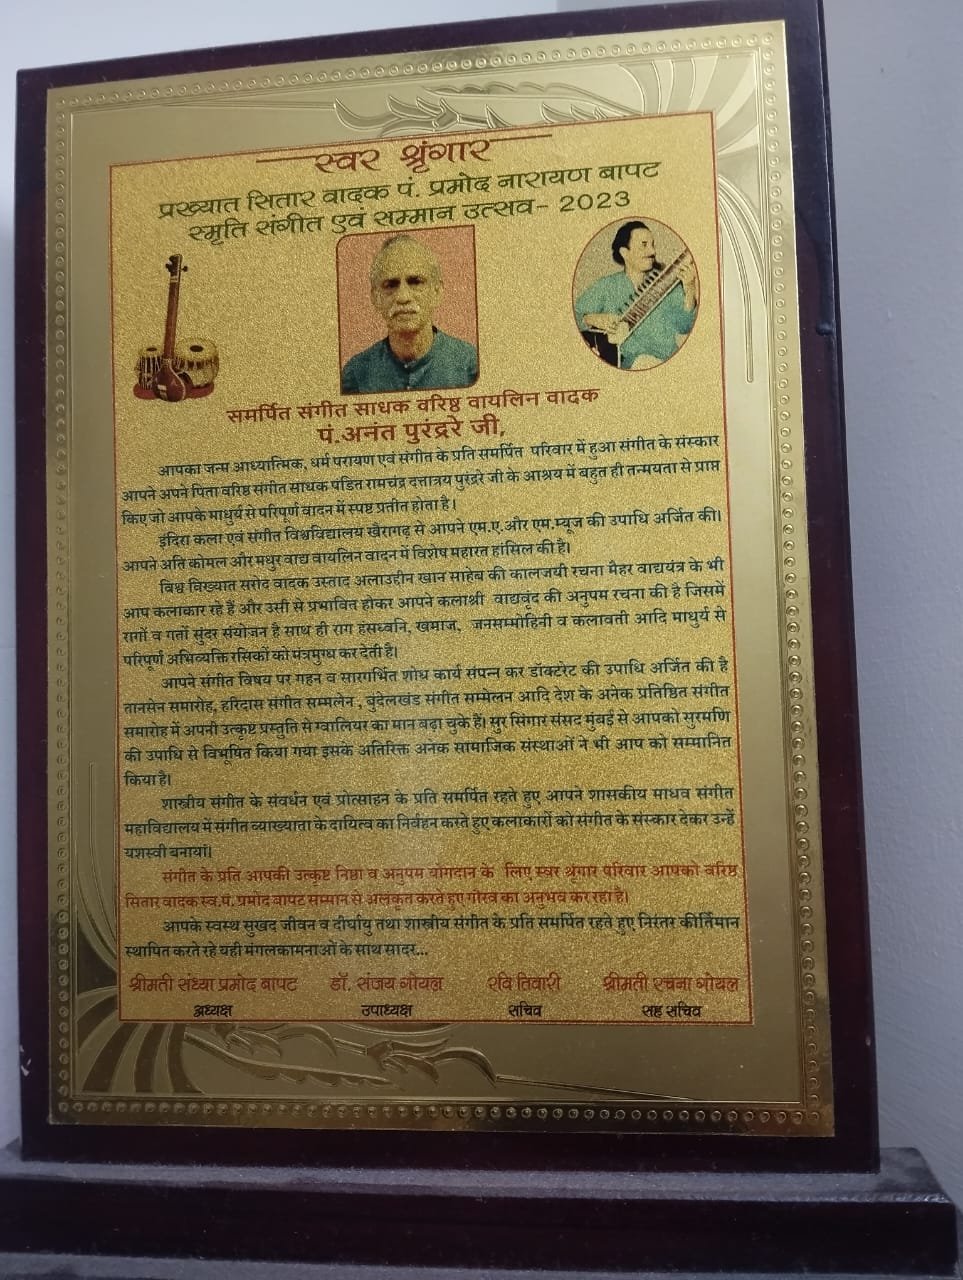 स्वर श्रृंगार
प्रख्यात सितार वादक पं. प्रमोद नारायण बापट
स्मृति संगीत एवं सम्मान उत्सव- 2023
समर्पित संगीत साधक वरिष्ठ वायलिन वादक
पं.अनंत पुरंदरे जी,
आपका जन्म आध्यात्मिक, धर्म परायण एवं संगीत के प्रति समर्पित परिवार में हुआ संगीत के संस्कार
आपने अपने पिता वरिष्ठ संगीत साधक पंडित रामचंद्र दत्तात्रय पुरंदरे जी के आश्रय में बहुत ही तन्मयता से प्राप्त
किए जो आपके माधुर्य से परिपूर्ण वादन में स्पष्ट प्रतीत होता है।
इंदिरा कला एवं संगीत विश्वविद्यालय खैरागढ़ से आपने एम.ए.और एम.म्यूज की उपाधि अर्जित की।
आपने अति कोमल और मधुर वाद्य वायलिन वादन में विशेष महारत हांसिल की है।
विश्व विख्यात सरोद वादक उस्ताद अलाउद्दीन खान साहेब की कालजयी रचना मैहर वाद्ययंत्र के भी
आप कलाकार रहे हैं और उसी से प्रभावित होकर आपने कलाश्री वाद्यवृंद की अनुपम रचना की है जिसमें
रागों व गतों सुंदर संयोजन है साथ ही राग हंसध्वनि, खमाज, जनसम्मोहिनी व कलावती आदि माधुर्य से
परिपूर्ण अभिव्यक्ति रसिकों को मंत्रमुग्ध कर देती है।
आपने संगीत विषय पर गहन व सारगर्भित शोध कार्य संपन्न कर डॉक्टरेट की उपाधि अर्जित की है
तानसेन समारोह, हरिदास संगीत सम्मलेन , बुंदेलखंड संगीत सम्मेलन आदि देश के अनेक प्रतिष्ठित संगीत
समारोह में अपनी उत्कृष्ट प्रस्तुति से ग्वालियर का मान बढ़ा चुके है। सुर सिंगार संसद मुंबई से आपको सुरमणि
की उपाधि से विभूषित किया गया इसके अतिरिक्त अनेक सामाजिक संस्थाओं ने भी आप को सम्मानित
किया है।
शास्त्रीय संगीत के संवर्धन एवं प्रोत्साहन के प्रति समर्पित रहते हुए आपने शासकीय माधव संगीत
महाविद्यालय में संगीत व्याख्याता के दायित्व का निर्वहन करते हुए कलाकारों को संगीत के संस्कार देकर उन्हें
यशस्वी बनाया।
संगीत के प्रति आपकी उत्कृष्ट निष्ठा व अनुपम योगदान के लिए स्वर श्रृंगार परिवार आपको वरिष्ठ
सितार वादक स्व.पं. प्रमोद बापट सम्मान से अलंकृत करते हुए गौरव का अनुभव कर रहा है।
आपके स्वस्थ सुखद जीवन व दीर्घायु तथा शास्त्रीय संगीत के प्रति समर्पित रहते हुए निरंतर कीर्तिमान
स्थापित करते रहे यही मंगलकामनाओं के साथ सादर...
श्रीमती संध्या प्रमोद बापट डॉ. संजय गोयल रवि तिवारी श्रीमती रचना गोयल
अध्यक्ष उपाध्यक्ष सचिव सह सचिव